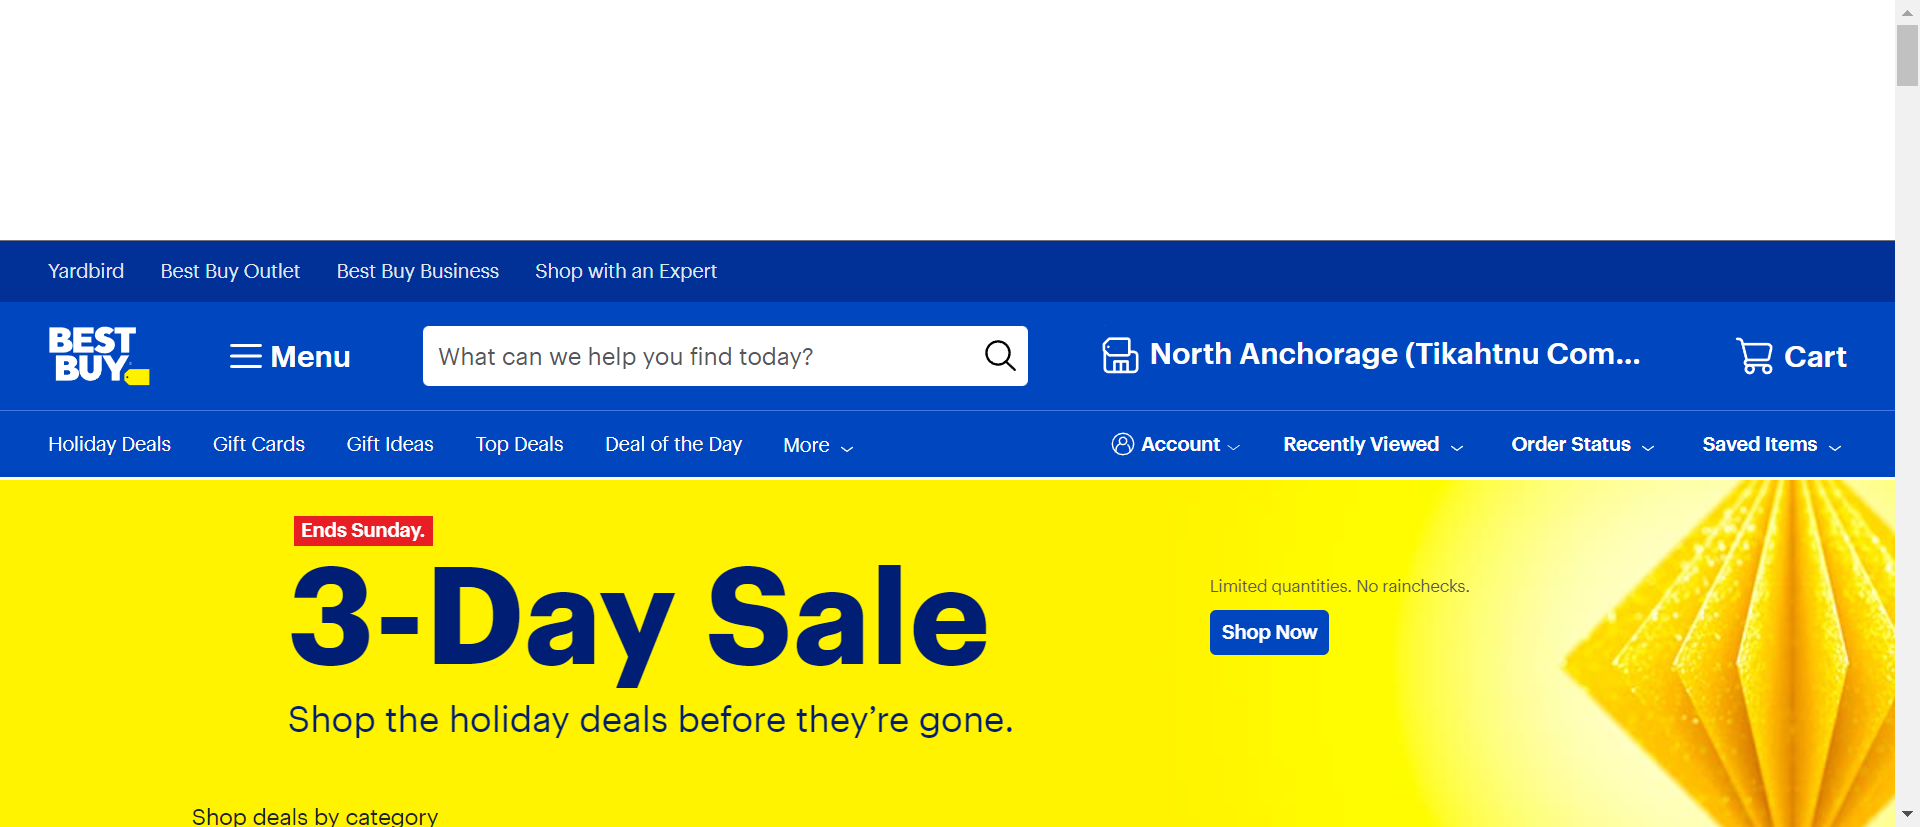 Yardbird Best Buy Outlet Best Buy Business Shop with an Expert
BEST
BUY
Menu
What can we help you find today?
North Anchorage (Tikahtnu Com...
Cart
Holiday Deals Gift Cards Gift Ideas Top Deals Deal of the Day More
Account Recently Viewed Order Status Saved Items
Ends Sunday.
3-Day Sale
Shop the holiday deals before they’re gone.
Limited quantities. No rainchecks.
Shop Now
Shop deals by category